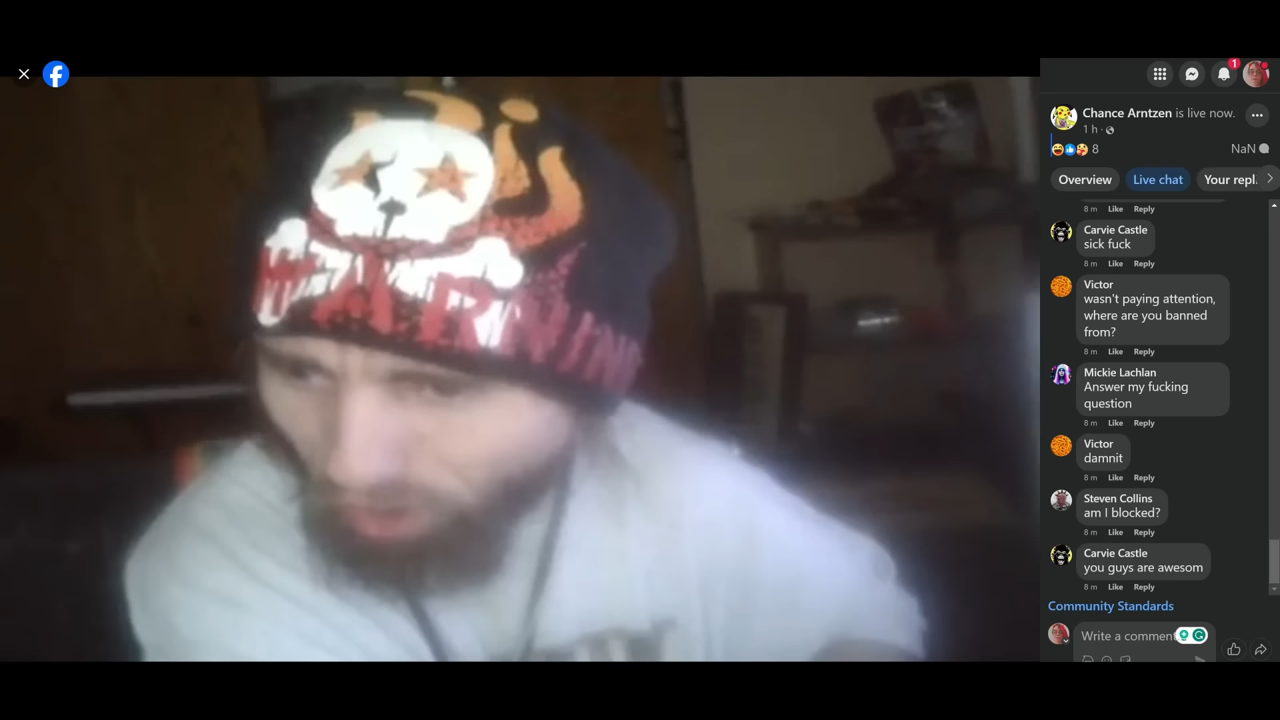 Chance Arntzen is live now.
1 h
8
NaN
Overview
Live chat
Your repl
8 m Like Reply
Carvie Castle
sick fuck
8 m Like Reply
Victor
wasn't paying attention,
where are you banned
from?
8 m Like Reply
Mickie Lachlan
Answer my fucking
question
8 m Like Reply
Victor
damnit
8 m Like Reply
Steven Collins
am I blocked?
8 m Like Reply
Carvie Castle
you guys are awesom
8 m Like Reply
Community Standards
Write a comment
1